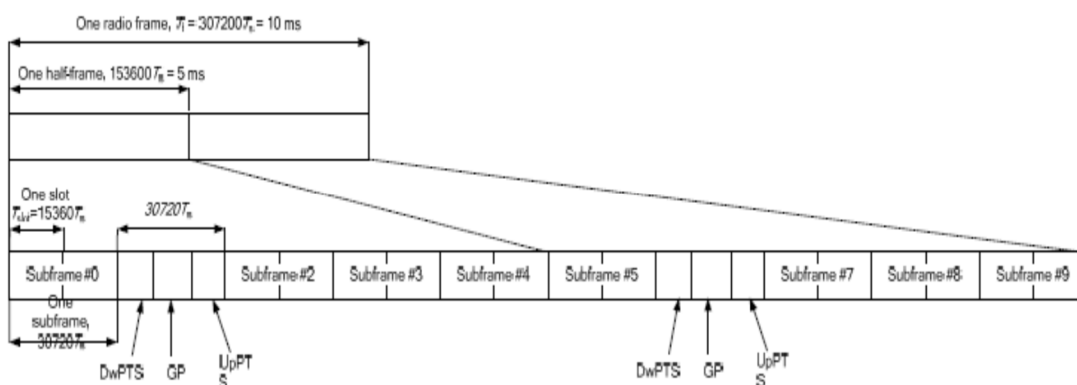 One radio frame, Tf = 307200Ts = 10 ms
One half-frame, 153600Ts = 5 ms
One slot
Tslot=15360Ts
30720Ts
Subframe #0
Subframe #2
Subframe #3
Subframe #4
Subframe #5
Subframe #7
Subframe #8
Subframe #9
One
subframe,
30720Ts
DwPTS
GP
UpPT
S
DwPTS
GP
UpPT
S